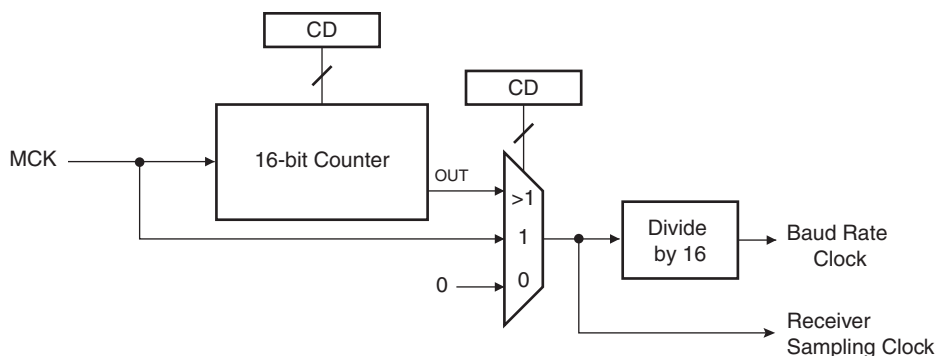 CD
CD
MCK
16-bit Counter
OUT
>1
1
0
0
Divide
by 16
Baud Rate
Clock
Receiver
Sampling Clock